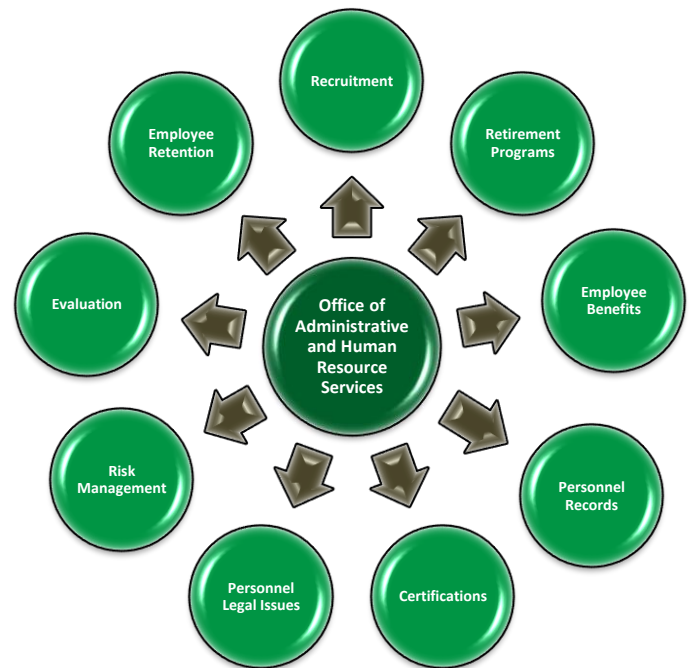 Recruitment
Employee
Retention
Retirement
Programs
Evaluation
Office of
Administrative
and Human
Resource
Services
Employee
Benefits
Risk
Management
Personnel
Records
Personnel
Legal Issues
Certifications